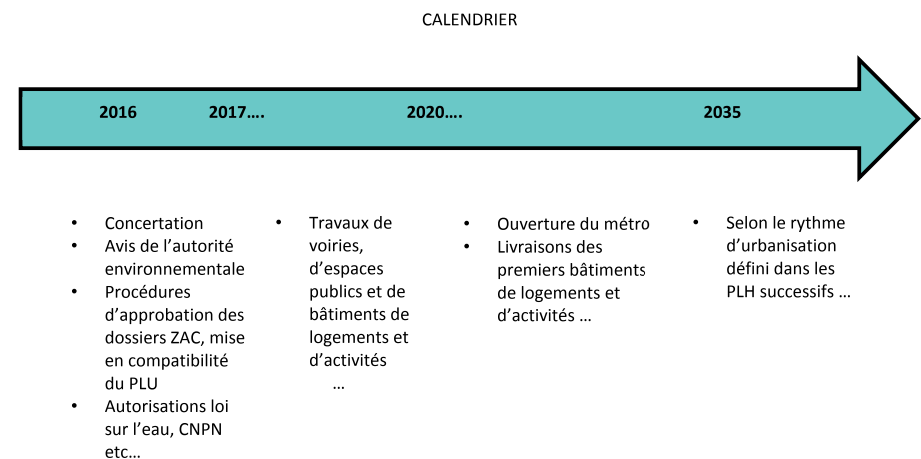 CALENDRIER
2016 2017.... 2020.... 2035
• Concertation
• Avis de l'autorité
environnementale
• Procédures
d'approbation des
dossiers ZAC, mise
en compatibilité
du PLU
• Autorisations loi
sur l'eau, CNPN
etc...
• Travaux de
voiries,
d'espaces
publics et de
bâtiments de
logements et
d'activités
...
• Ouverture du métro
• Livraisons des
premiers bâtiments
de logements et
d'activités ...
• Selon le rythme
d'urbanisation
défini dans les
PLH successifs ...